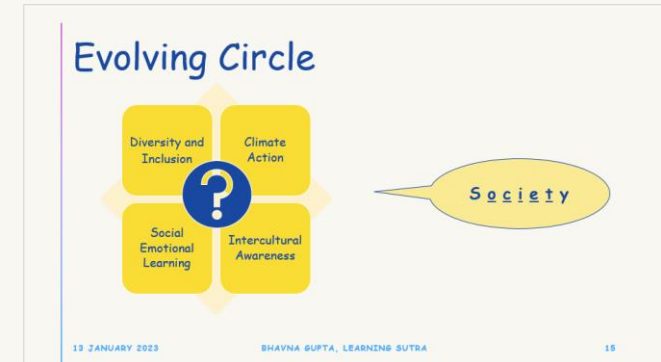 Evolving Circle
Diversity and
Inclusion
Climate
Action
?
Social
Emotional
Learning
Intercultural
Awareness
S o c i e t y
13 JANUARY 2023
BHAVNA GUPTA, LEARNING SUTRA
15